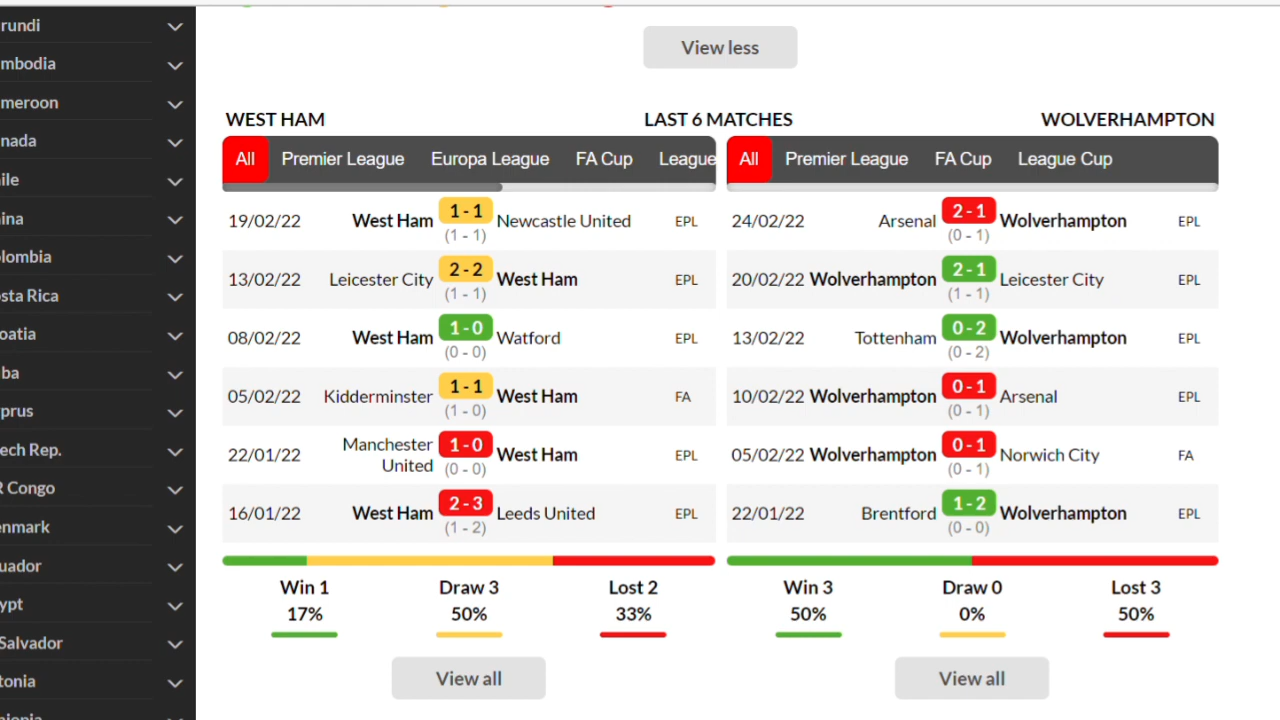 rundi
mbodia
meroon
nada
ile
ina
lombia
sta Rica
oatia
ba
prus
ech Rep.
R Congo
enmark
uador
ypt
Salvador
tonia
View less
WEST HAM LAST 6 MATCHES WOLVERHAMPTON
All Premier League Europa League FA Cup League
19/02/22 West Ham 1 - 1 Newcastle United EPL
(1 - 1)
13/02/22 Leicester City 2 - 2 West Ham EPL
(1 - 1)
08/02/22 West Ham 1 - 0 Watford EPL
(0 - 0)
05/02/22 Kidderminster 1 - 1 West Ham FA
(1 - 0)
22/01/22 Manchester United 1 - 0 West Ham EPL
(0 - 0)
16/01/22 West Ham 2 - 3 Leeds United EPL
(1 - 2)
Win 1 Draw 3 Lost 2
17% 50% 33%
View all
All Premier League FA Cup League Cup
24/02/22 Arsenal 2 - 1 Wolverhampton EPL
(0 - 1)
20/02/22 Wolverhampton 2 - 1 Leicester City EPL
(1 - 1)
13/02/22 Tottenham 0 - 2 Wolverhampton EPL
(0 - 2)
10/02/22 Wolverhampton 0 - 1 Arsenal EPL
(0 - 1)
05/02/22 Wolverhampton 0 - 1 Norwich City FA
(0 - 1)
22/01/22 Brentford 1 - 2 Wolverhampton EPL
(0 - 0)
Win 3 Draw 0 Lost 3
50% 0% 50%
View all